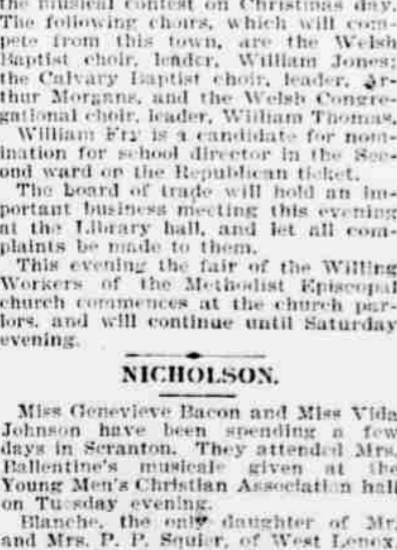 the musical contest on Christmas day.
The following choirs, which will com-
pete from this town, are the Welsh
Baptist choir, leader, William Jones;
the Calvary Baptist choir, leader, Ar-
thur Morgans, and the Welsh Congre-
gational choir, leader, William Thomas.
William Fry is a candidate for nom-
ination for school director in the Sec-
ond ward on the Republican ticket.
The board of trade will hold an im-
portant business meeting this evening
at the Library hall, and let all com-
plaints be made to them.
This evening the fair of the Willing
Workers of the Methodist Episcopal
church commences at the church par-
lors, and will continue until Saturday
evening.
NICHOLSON.
Miss Genevieve Bacon and Miss Vida
Johnson have been spending a few
days in Scranton. They attended Mrs.
Ballentine's musicale given at the
Young Men's Christian Association hall
on Tuesday evening.
Blanche, the only daughter of Mr.
and Mrs. P. P. Squier, of West Lenox,